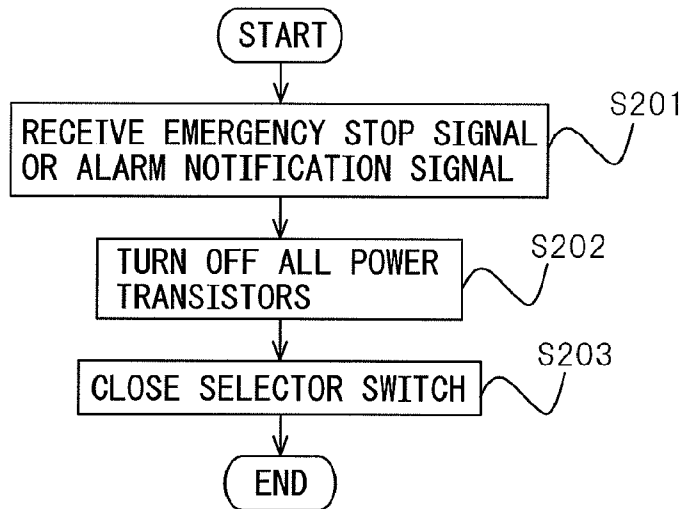 START
RECEIVE EMERGENCY STOP SIGNAL
OR ALARM NOTIFICATION SIGNAL
S201
TURN OFF ALL POWER
TRANSISTORS
S202
CLOSE SELECTOR SWITCH
S203
END